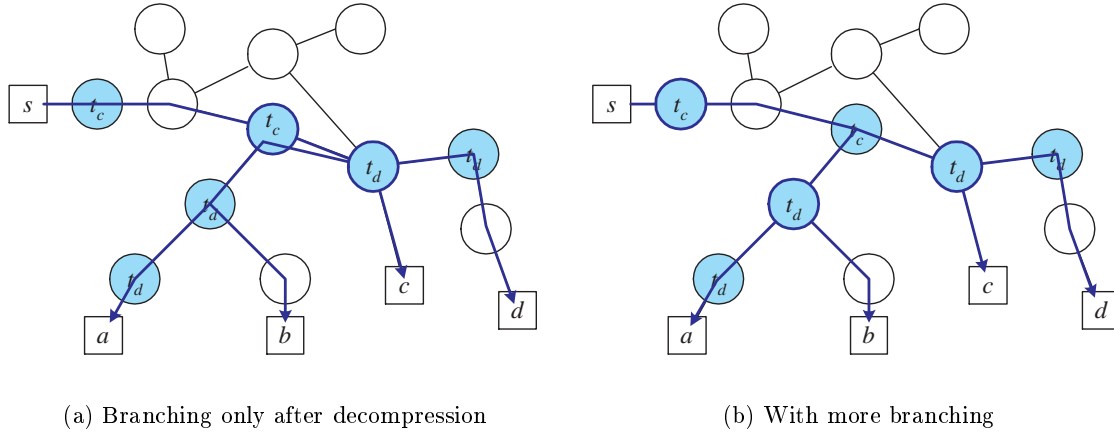 s
t_c
t_c
t_d
t_d
t_d
t_d
a
b
c
d
(a) Branching only after decompression
s
t_c
t_c
t_d
t_d
t_d
t_d
a
b
c
d
(b) With more branching